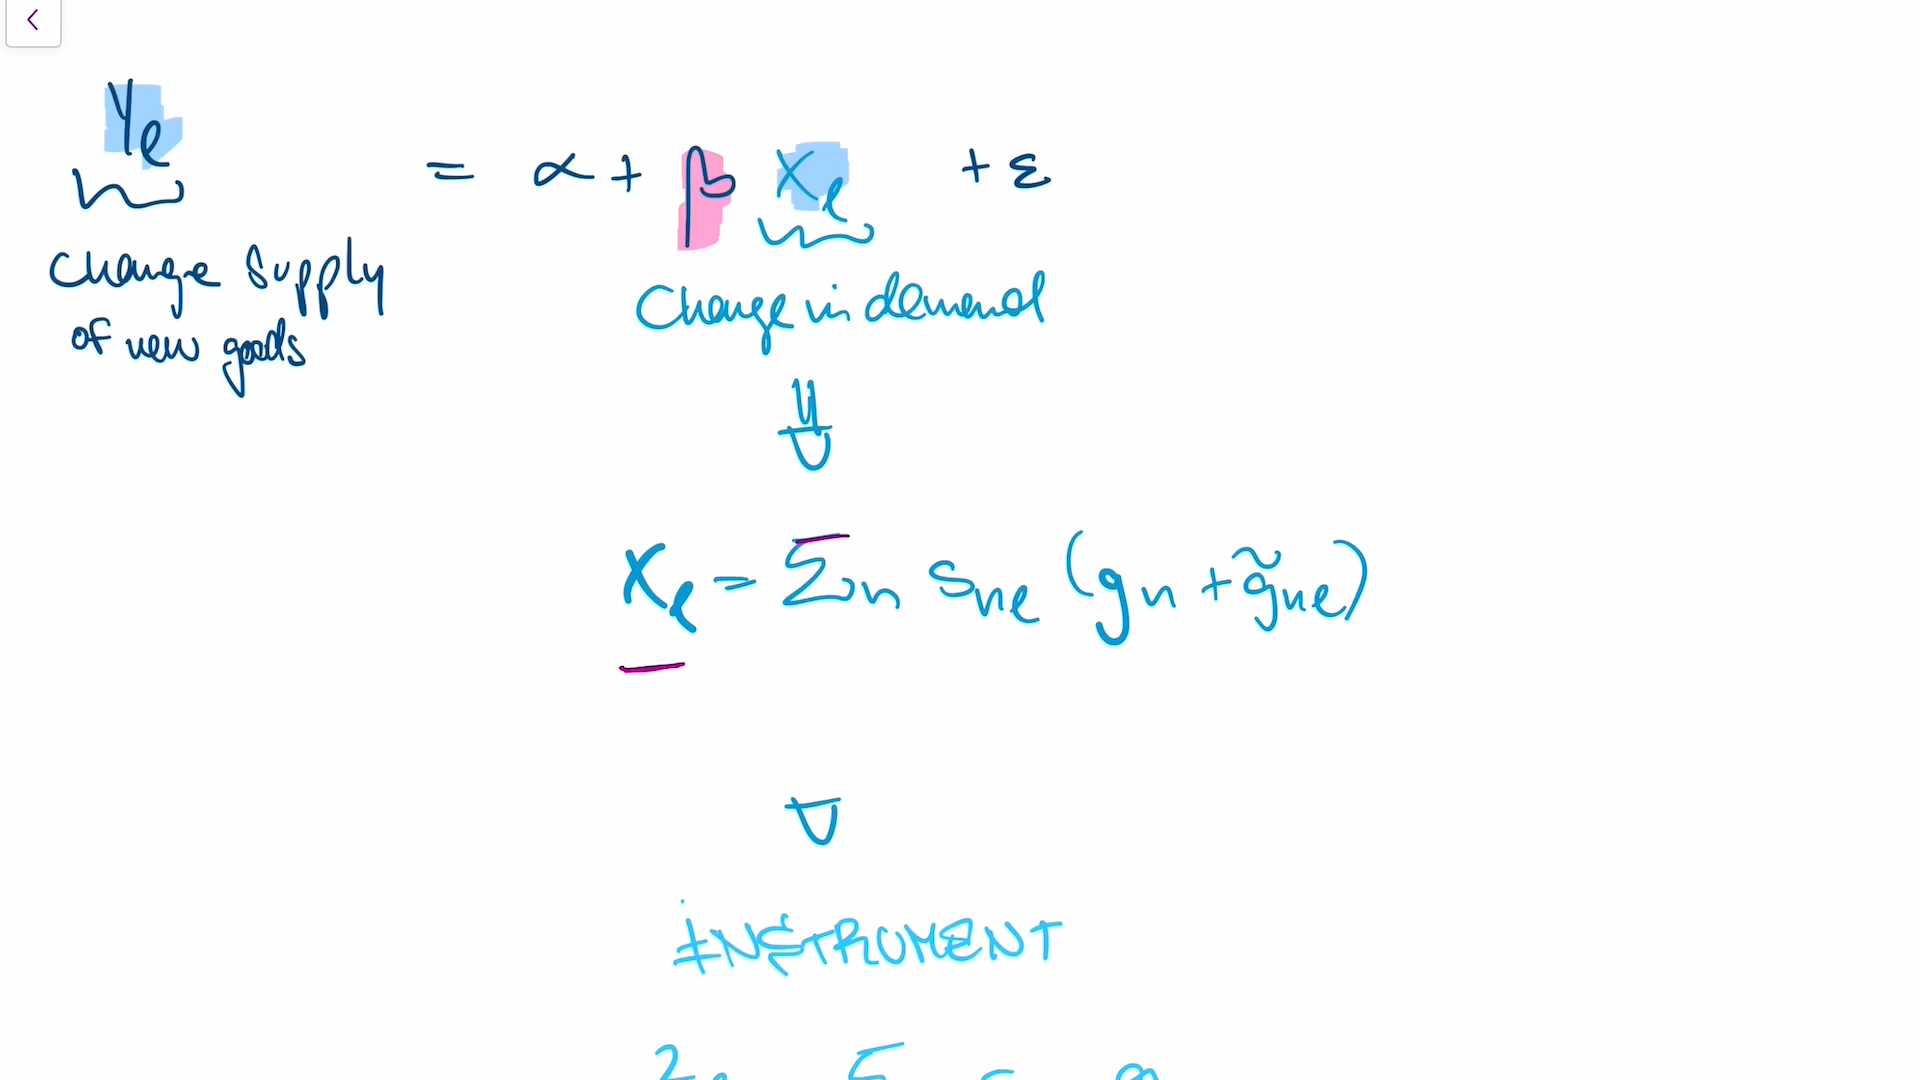 Yℓ = α + β Xℓ + ε
Change Supply
of new goods
Change in demand
Xℓ = Σn Snℓ (gn + g̃nℓ)
INSTRUMENT